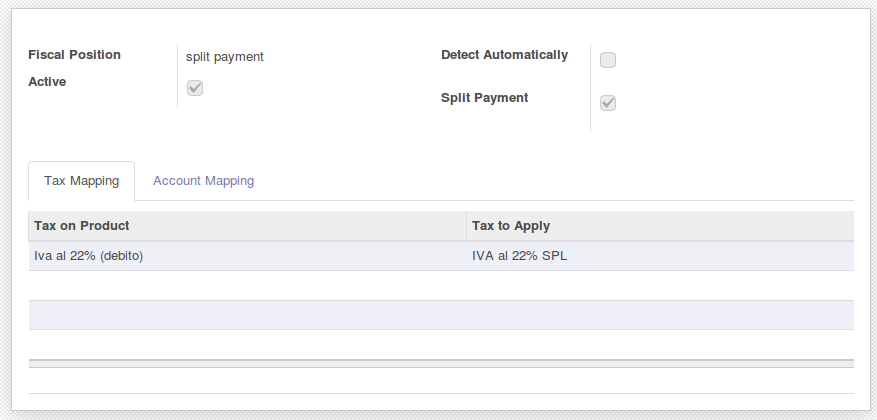 Fiscal Position split payment
Active
Detect Automatically
Split Payment
Tax Mapping Account Mapping
Tax on Product Tax to Apply
Iva al 22% (debito) IVA al 22% SPL